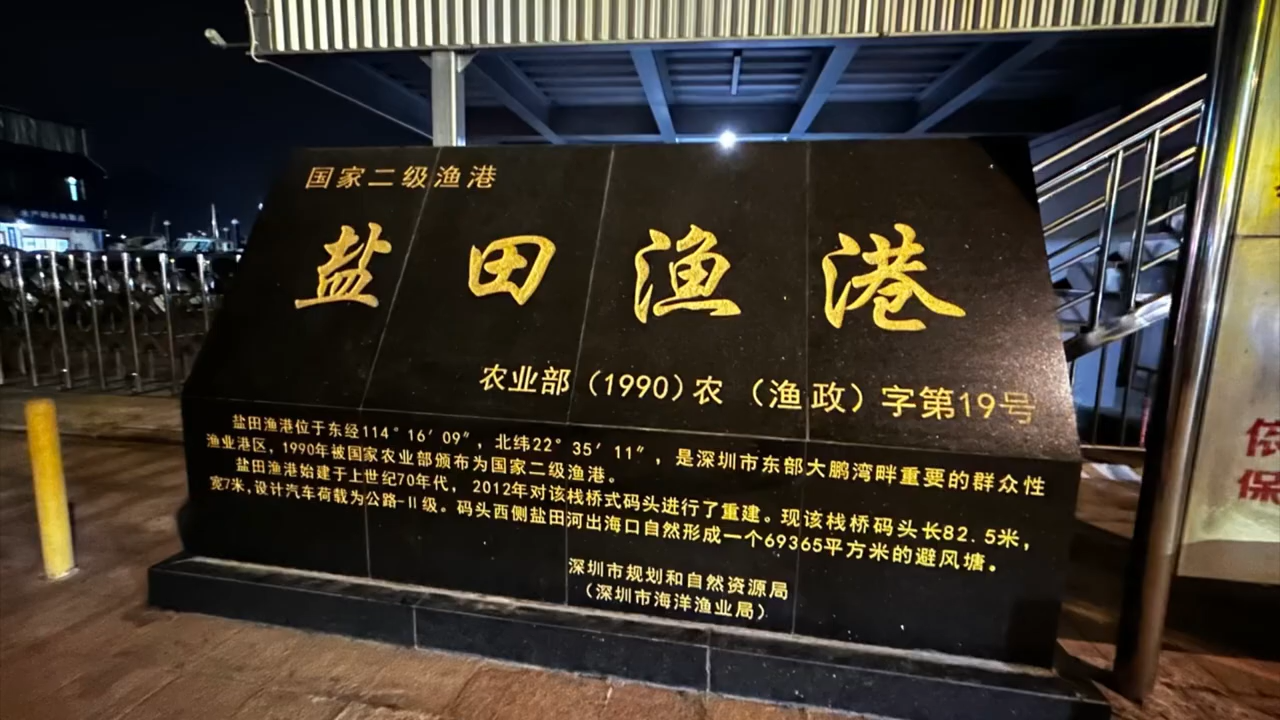 国家二级渔港
盐田渔港
农业部（1990）农（渔政）字第19号
盐田渔港位于东经114°16′09″，北纬22°35′11″，是深圳市东部大鹏湾畔重要的群众性
渔业港区，1990年被国家农业部颁布为国家二级渔港。
盐田渔港始建于上世纪70年代，2012年对该栈桥式码头进行了重建。现该栈桥码头长82.5米，
宽7米，设计汽车荷载为公路-II级。码头西侧盐田河出海口自然形成一个69365平方米的避风塘。
深圳市规划和自然资源局
（深圳市海洋渔业局）
依
保